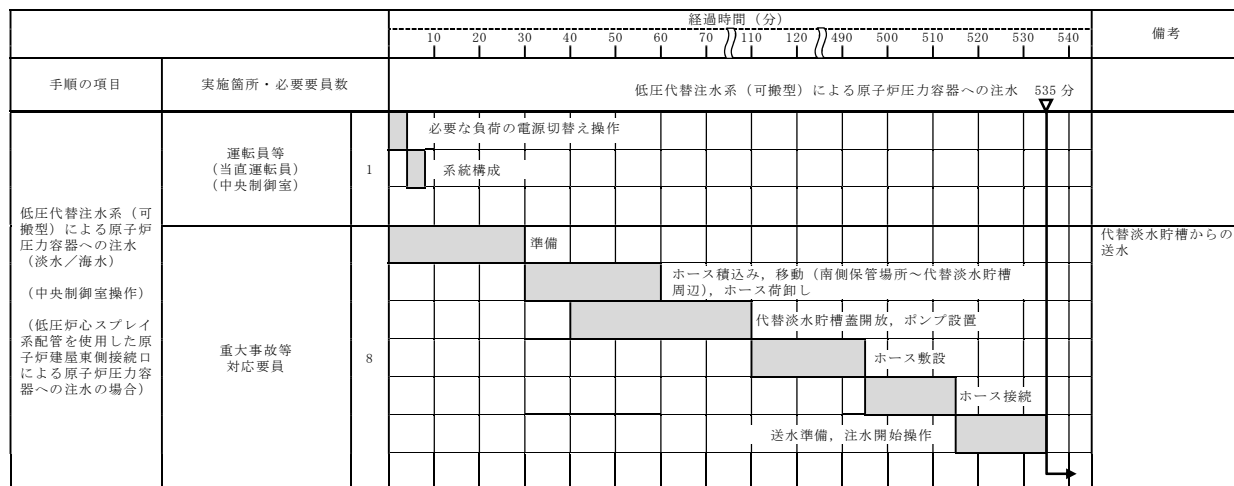 経過時間（分）
備考
10 20 30 40 50 60 70 110 120 490 500 510 520 530 540
手順の項目
実施箇所・必要要員数
低圧代替注水系（可搬型）による原子炉圧力容器への注水 535 分
必要な負荷の電源切替え操作
運転員等
（当直運転員）
（中央制御室）
1
系統構成
低圧代替注水系（可
搬型）による原子炉
圧力容器への注水
（淡水／海水）
（中央制御室操作）
（低圧炉心スプレイ
系配管を使用した原
子炉建屋東側接続口
による原子炉圧力容
器への注水の場合）
重大事故等
対応要員
8
準備
ホース積込み，移動（南側保管場所～代替淡水貯槽
周辺），ホース荷卸し
代替淡水貯槽蓋開放，ポンプ設置
ホース敷設
ホース接続
送水準備，注水開始操作
代替淡水貯槽からの
送水